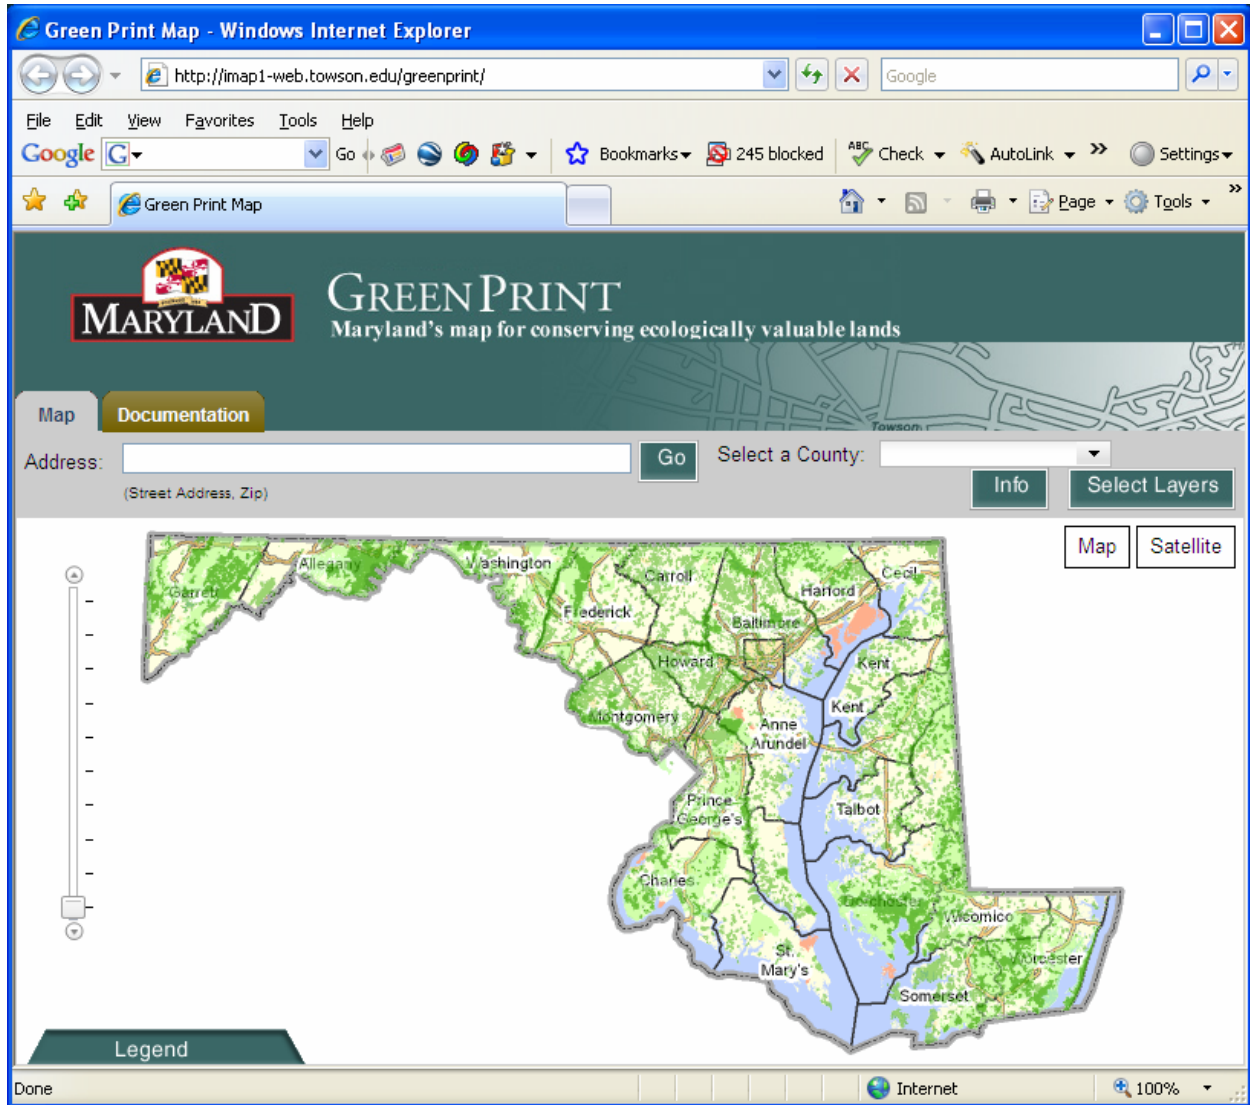 Green Print Map - Windows Internet Explorer
http://imap1-web.towson.edu/greenprint/
Google
File Edit View Favorites Tools Help
Google G Go Bookmarks 245 blocked ABC Check AutoLink » Settings
Green Print Map
Page Tools »
MARYLAND
GREENPRINT
Maryland's map for conserving ecologically valuable lands
Towson
Map Documentation
Address: Go Select a County:
(Street Address, Zip)
Info Select Layers
Map Satellite
Garrett
Allegany
Washington
Frederick
Carroll
Baltimore
Harford
Cecil
Howard
Montgomery
Kent
Kent
Anne
Arundel
Prince
George's
Talbot
Charles
Dorchester
Wicomico
St.
Mary's
Worcester
Somerset
Legend
Done Internet 100%